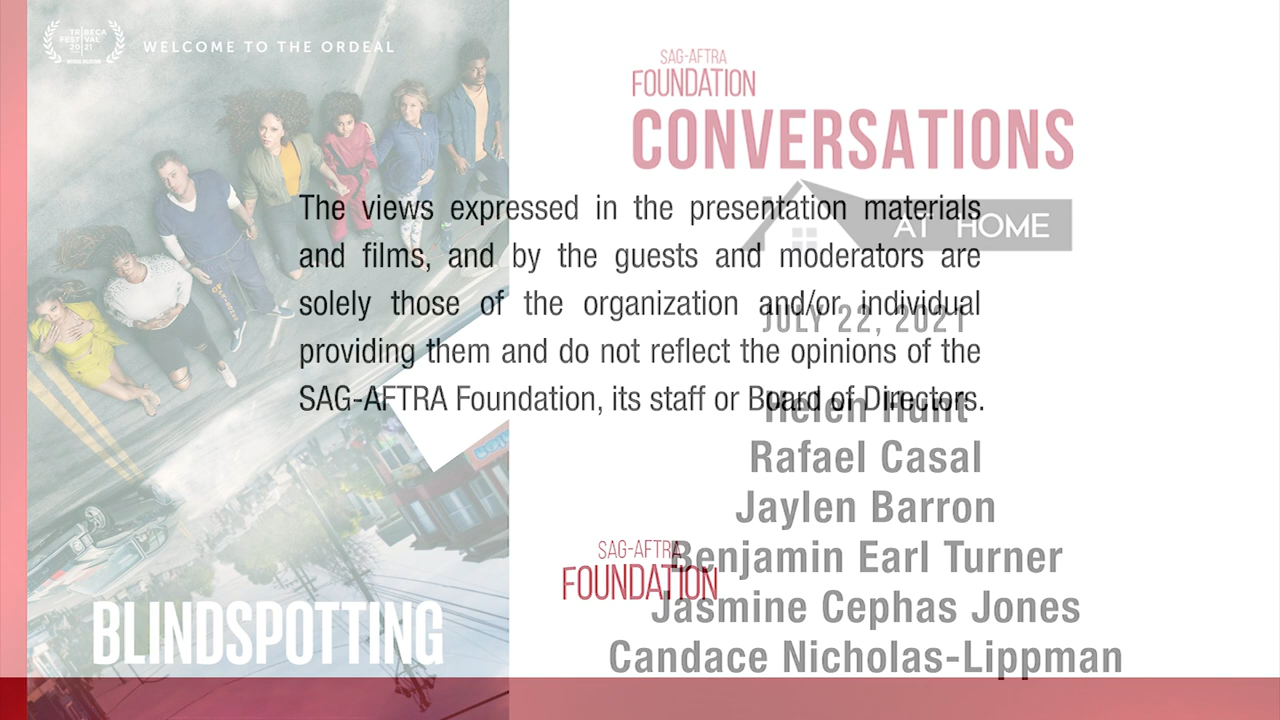 TRIBECA
FESTIVAL
2021
WELCOME TO THE ORDEAL
BLINDSPOTTING
SAG-AFTRA
FOUNDATION
CONVERSATIONS
AT HOME
JULY 22, 2021
Helen Hunt
Rafael Casal
Jaylen Barron
Benjamin Earl Turner
Jasmine Cephas Jones
Candace Nicholas-Lippman
The views expressed in the presentation materials
and films, and by the guests and moderators are
solely those of the organization and/or individual
providing them and do not reflect the opinions of the
SAG-AFTRA Foundation, its staff or Board of Directors.
SAG-AFTRA
FOUNDATION